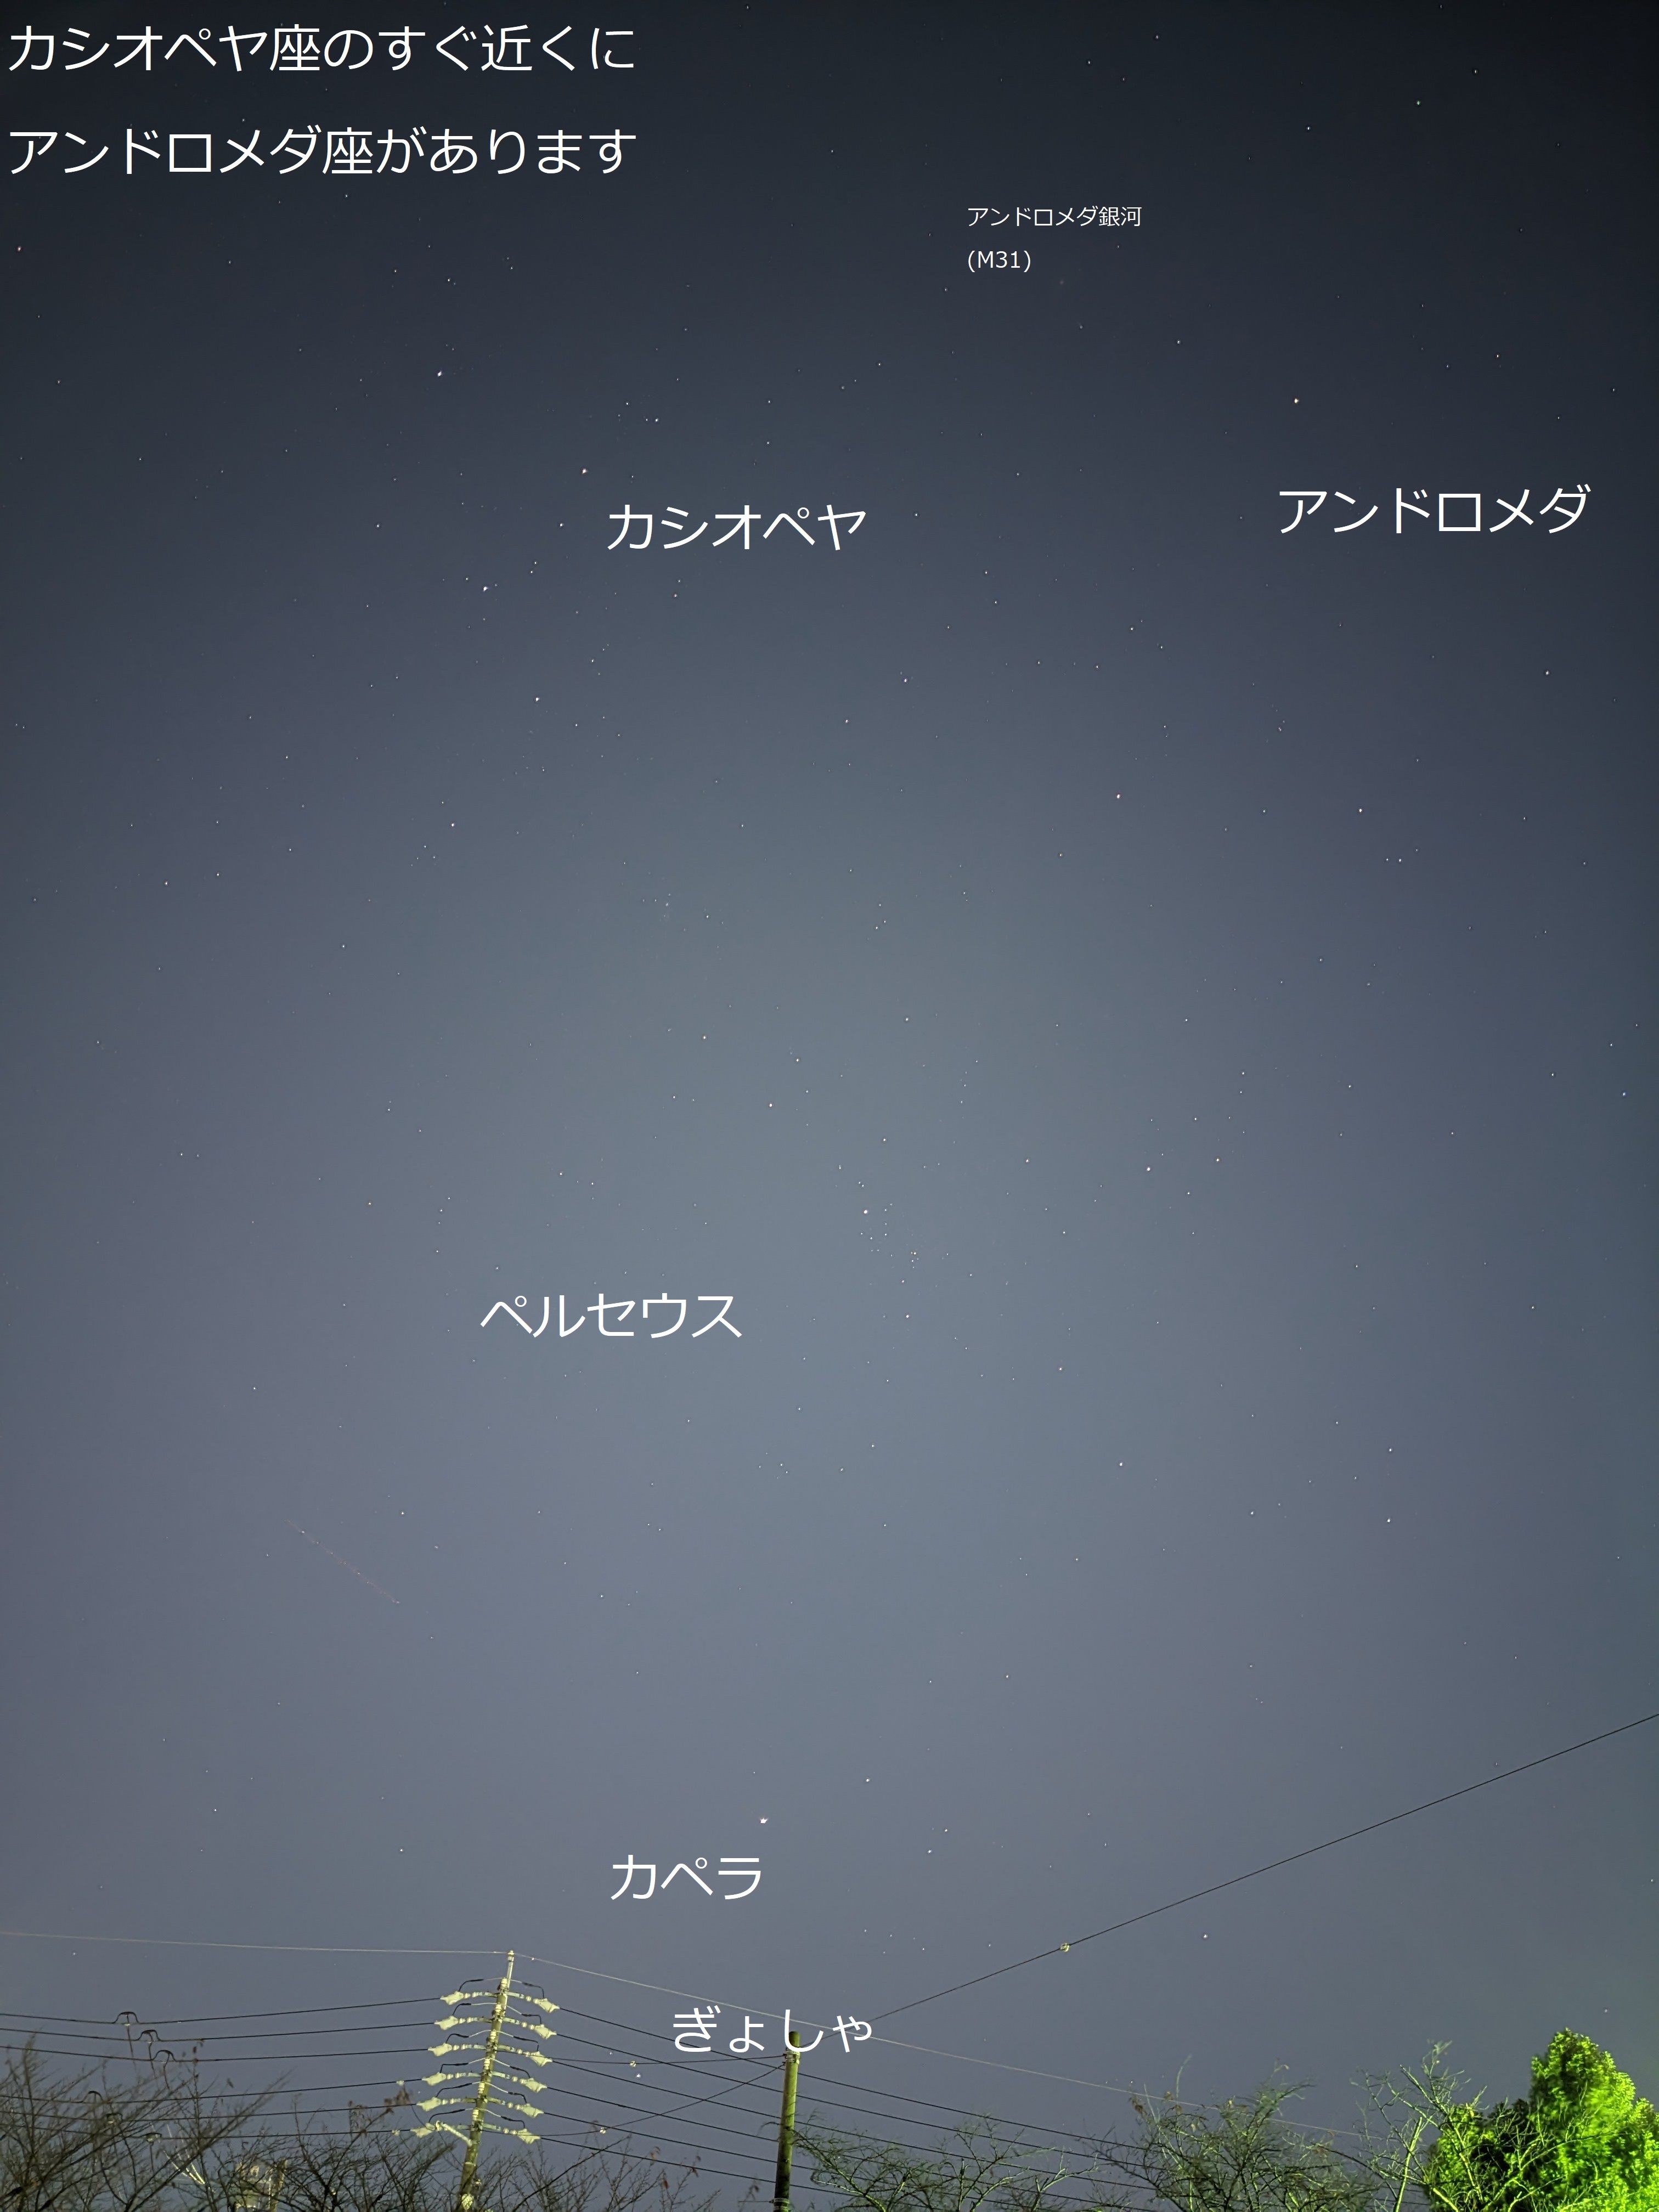 カシオペヤ座のすぐ近くに
アンドロメダ座があります
アンドロメダ銀河
(M31)
アンドロメダ
カシオペヤ
ペルセウス
カペラ
ぎょしゃ